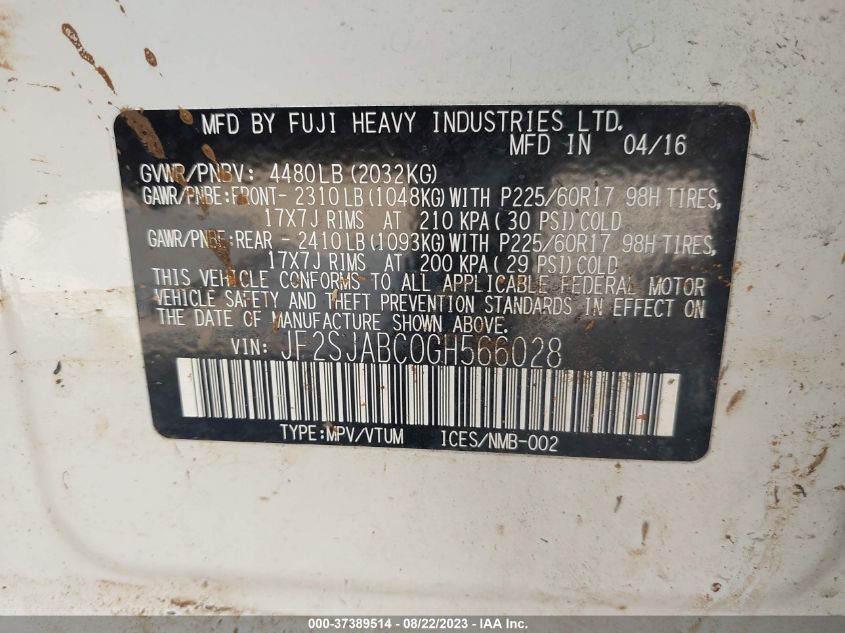 MFD BY FUJI HEAVY INDUSTRIES LTD.
MFD IN 04/16
GVWR/PNBV: 4480LB (2032KG)
GAWR/PNBE:FRONT- 2310LB (1048KG) WITH P225/60R17 98H TIRES,
17X7J RIMS AT 210 KPA (30 PSI) COLD
GAWR/PNBE:REAR - 2410LB (1093KG) WITH P225/60R17 98H TIRES,
17X7J RIMS AT 200 KPA (29 PSI) COLD
THIS VEHICLE CONFORMS TO ALL APPLICABLE FEDERAL MOTOR
VEHICLE SAFETY AND THEFT PREVENTION STANDARDS IN EFFECT ON
THE DATE OF MANUFACTURE SHOWN ABOVE.
VIN: JF2SJABC0GH566028
TYPE:MPV/VTUM ICES/NMB-002
000-37389514 - 08/22/2023 - IAA Inc.